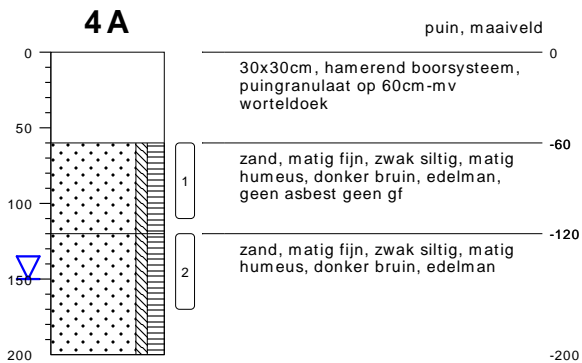 4A
puin, maaiveld
0
0
30x30cm, hamerend boorsysteem,
puingranulaat op 60cm-mv
worteldoek
50
-60
zand, matig fijn, zwak siltig, matig
humeus, donker bruin, edelman,
geen asbest geen gf
1
100
-120
zand, matig fijn, zwak siltig, matig
humeus, donker bruin, edelman
2
150
200
-200